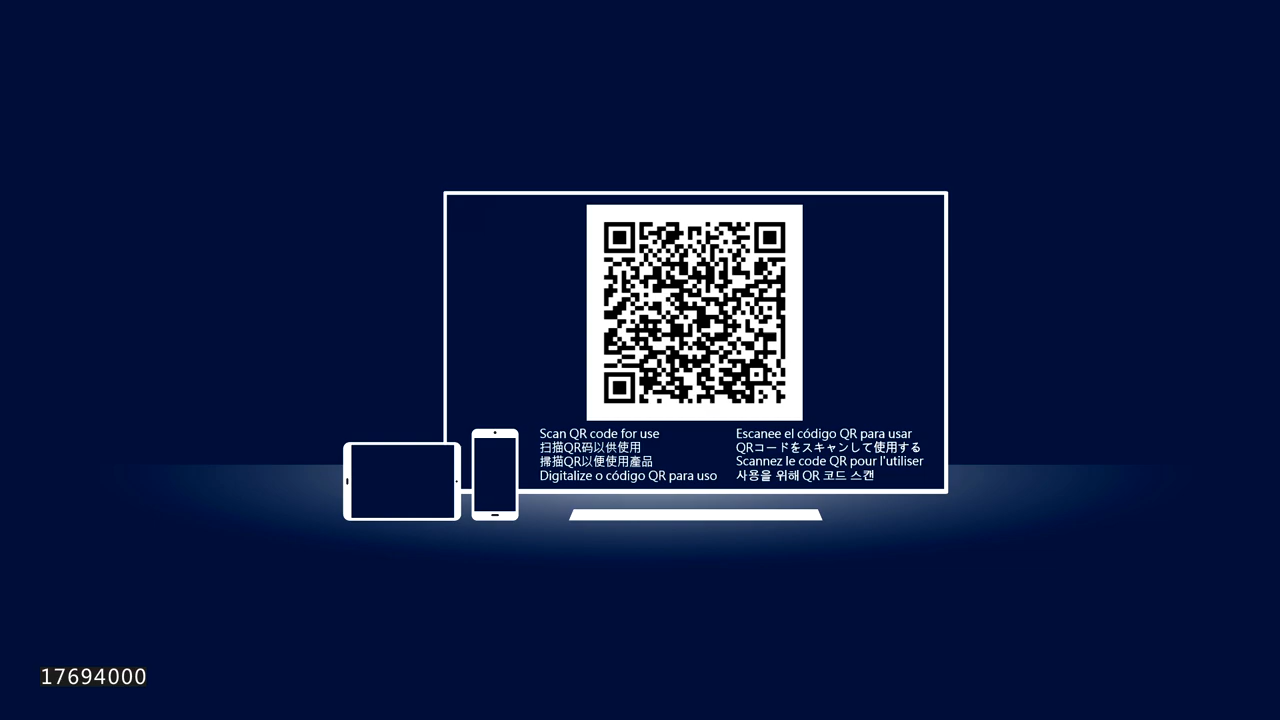 Scan QR code for use
扫描QR码以供使用
掃描QR以便使用產品
Digitalize o código QR para uso
Escanee el código QR para usar
QRコードをスキャンして使用する
Scannez le code QR pour l'utiliser
사용을 위해 QR 코드 스캔
17694000